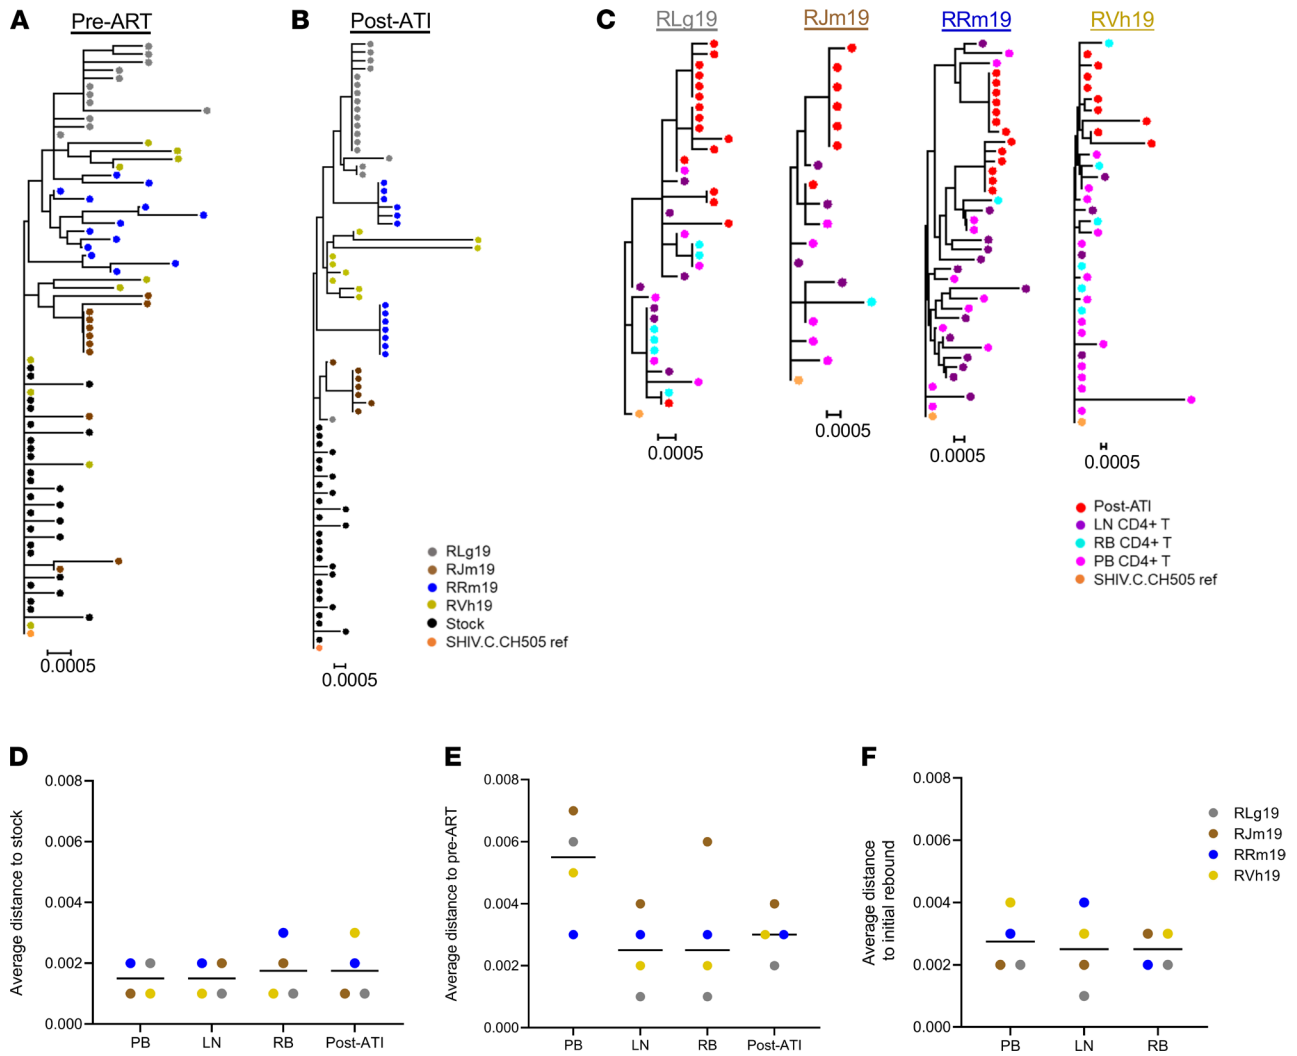 A
Pre-ART
0.0005
B
Post-ATI
0.0005
RLg19
RJm19
RRm19
RVh19
Stock
SHIV.C.CH505 ref
C
RLg19
RJm19
RRm19
RVh19
0.0005
0.0005
0.0005
0.0005
Post-ATI
LN CD4+ T
RB CD4+ T
PB CD4+ T
SHIV.C.CH505 ref
D
Average distance to stock
0.008
0.006
0.004
0.002
0.000
PB
LN
RB
Post-ATI
E
Average distance to pre-ART
0.008
0.006
0.004
0.002
0.000
PB
LN
RB
Post-ATI
F
Average distance
to initial rebound
0.008
0.006
0.004
0.002
0.000
PB
LN
RB
RLg19
RJm19
RRm19
RVh19